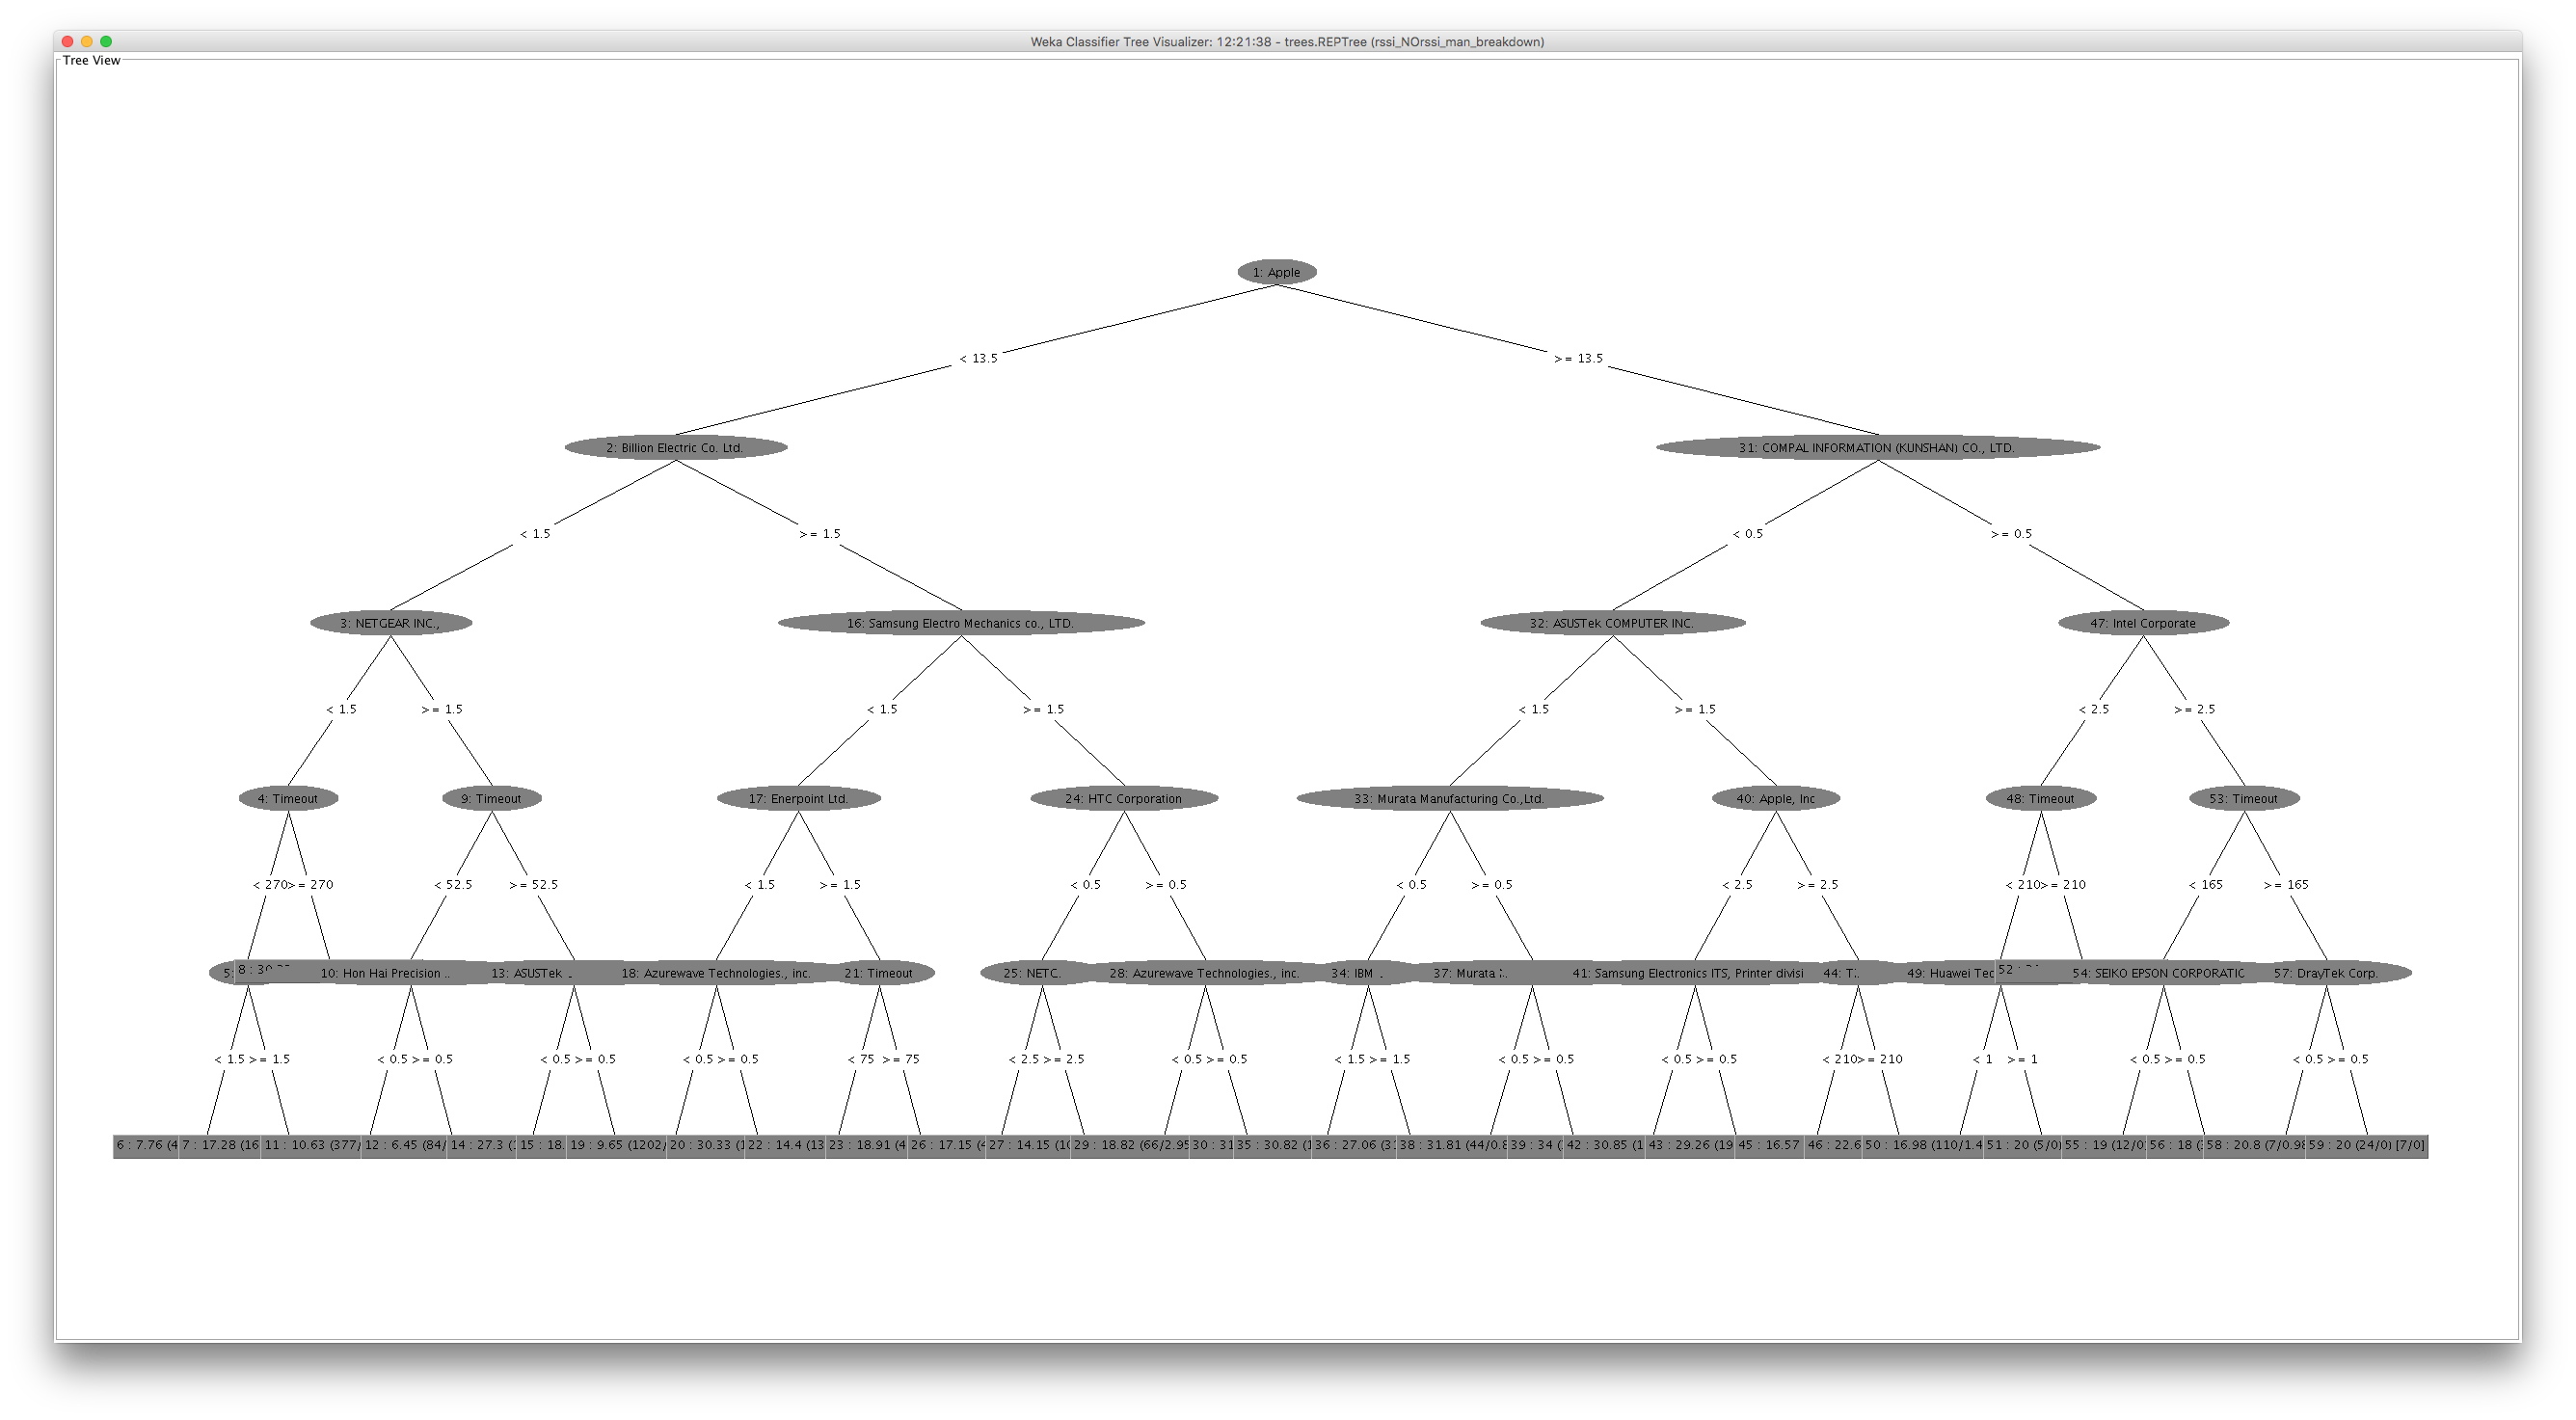 Weka Classifier Tree Visualizer: 12:21:38 - trees.REPTree (rssi_NOrssi_man_breakdown)
Tree View
1: Apple
< 13.5 >= 13.5
2: Billion Electric Co. Ltd. 31: COMPAL INFORMATION (KUNSHAN) CO., LTD.
< 1.5 >= 1.5 < 0.5 >= 0.5
3: NETGEAR INC., 16: Samsung Electro Mechanics co., LTD. 32: ASUSTek COMPUTER INC. 47: Intel Corporate
< 1.5 >= 1.5 < 1.5 >= 1.5 < 1.5 >= 1.5 < 2.5 >= 2.5
4: Timeout 9: Timeout 17: Enerpoint Ltd. 24: HTC Corporation 33: Murata Manufacturing Co.,Ltd. 40: Apple, Inc 48: Timeout 53: Timeout
< 270 >= 270 < 52.5 >= 52.5 < 1.5 >= 1.5 < 0.5 >= 0.5 < 0.5 >= 0.5 < 2.5 >= 2.5 < 210 >= 210 < 165 >= 165
5: 8 : 10: Hon Hai Precision .. 13: ASUSTek . 18: Azurewave Technologies., inc. 21: Timeout 25: NETC. 28: Azurewave Technologies., inc. 34: IBM . 37: Murata 41: Samsung Electronics ITS, Printer divisi 44: T.. 49: Huawei Tec 52 : 54: SEIKO EPSON CORPORATIC 57: DrayTek Corp.
< 1.5 >= 1.5 < 0.5 >= 0.5 < 0.5 >= 0.5 < 0.5 >= 0.5 < 75 >= 75 < 2.5 >= 2.5 < 0.5 >= 0.5 < 1.5 >= 1.5 < 0.5 >= 0.5 < 0.5 >= 0.5 < 210 >= 210 < 1 >= 1 < 0.5 >= 0.5 < 0.5 >= 0.5
6 : 7.76 (4 7 : 17.28 (16 11 : 10.63 (377/ 12 : 6.45 (84/ 14 : 27.3 ( 15 : 18. 19 : 9.65 (1202/ 20 : 30.33 (1 22 : 14.4 (13 23 : 18.91 (4 26 : 17.15 (4 27 : 14.15 (10 29 : 18.82 (66/2.95 30 : 31 35 : 30.82 (1 36 : 27.06 (3 38 : 31.81 (44/0.8 39 : 34 ( 42 : 30.85 (1 43 : 29.26 (19 45 : 16.57 46 : 22.6 50 : 16.98 (110/1.4 51 : 20 (5/0) 55 : 19 (12/0 56 : 18 ( 58 : 20.8 (7/0.98 59 : 20 (24/0) [7/0]